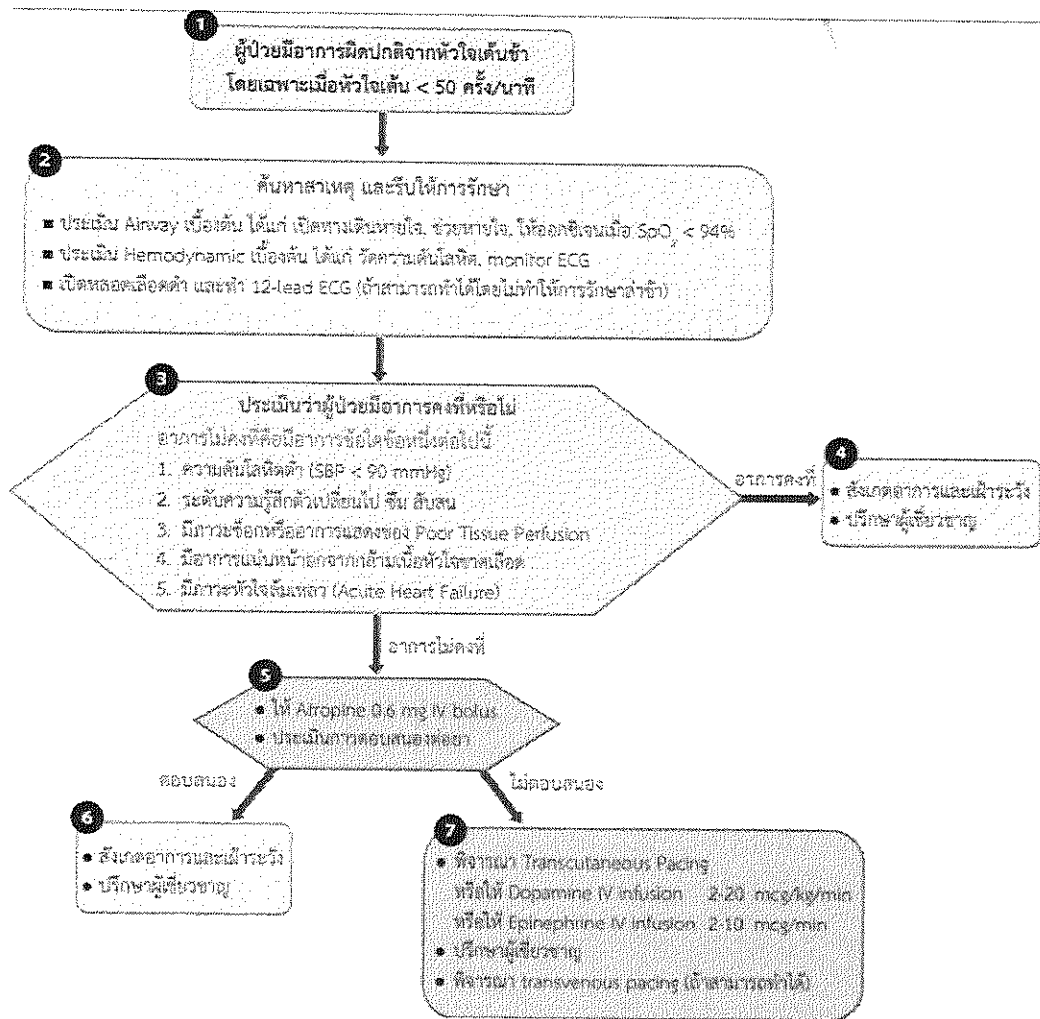 1
ผู้ป่วยมีอาการผิดปกติจากหัวใจเต้นช้า
โดยเฉพาะเมื่อหัวใจเต้น < 50 ครั้ง/นาที
2
ค้นหาสาเหตุ และรีบให้การรักษา
■ ประเมิน Airway เบื้องต้น ได้แก่ เปิดทางเดินหายใจ, ช่วยหายใจ, ให้ออกซิเจนเมื่อ SpO₂ < 94%
■ ประเมิน Hemodynamic เบื้องต้น ได้แก่ วัดความดันโลหิต, monitor ECG
■ เปิดหลอดเลือดดำ และทำ 12-lead ECG (ถ้าสามารถทำได้โดยไม่ทำให้การรักษาล่าช้า)
3
ประเมินว่าผู้ป่วยมีอาการคงที่หรือไม่
อาการไม่คงที่คือมีอาการข้อใดข้อหนึ่งต่อไปนี้
1. ความดันโลหิตต่ำ (SBP < 90 mmHg)
2. ระดับความรู้สึกตัวเปลี่ยนไป ซึม สับสน
3. มีภาวะช็อกหรืออาการแสดงของ Poor Tissue Perfusion
4. มีอาการแน่นหน้าอกจากกล้ามเนื้อหัวใจขาดเลือด
5. มีภาวะหัวใจล้มเหลว (Acute Heart Failure)
อาการคงที่
4
● สังเกตอาการและเฝ้าระวัง
● ปรึกษาผู้เชี่ยวชาญ
อาการไม่คงที่
5
● ให้ Atropine 0.6 mg IV bolus
● ประเมินการตอบสนองต่อยา
ตอบสนอง
ไม่ตอบสนอง
6
● สังเกตอาการและเฝ้าระวัง
● ปรึกษาผู้เชี่ยวชาญ
7
● พิจารณา Transcutaneous Pacing
หรือให้ Dopamine IV infusion 2-20 mcg/kg/min
หรือให้ Epinephrine IV infusion 2-10 mcg/min
● ปรึกษาผู้เชี่ยวชาญ
● พิจารณา transvenous pacing (ถ้าสามารถทำได้)